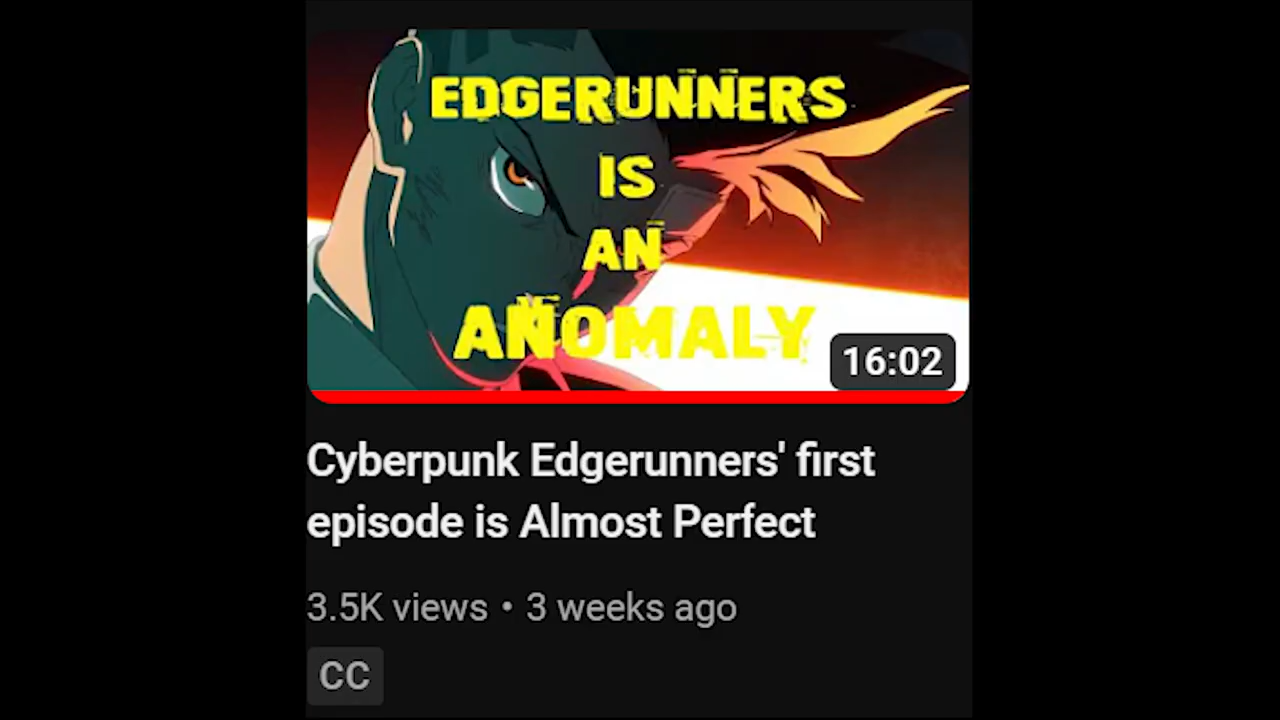 EDGERUNNERS
IS
AN
ANOMALY
16:02
Cyberpunk Edgerunners' first
episode is Almost Perfect
3.5K views • 3 weeks ago
CC